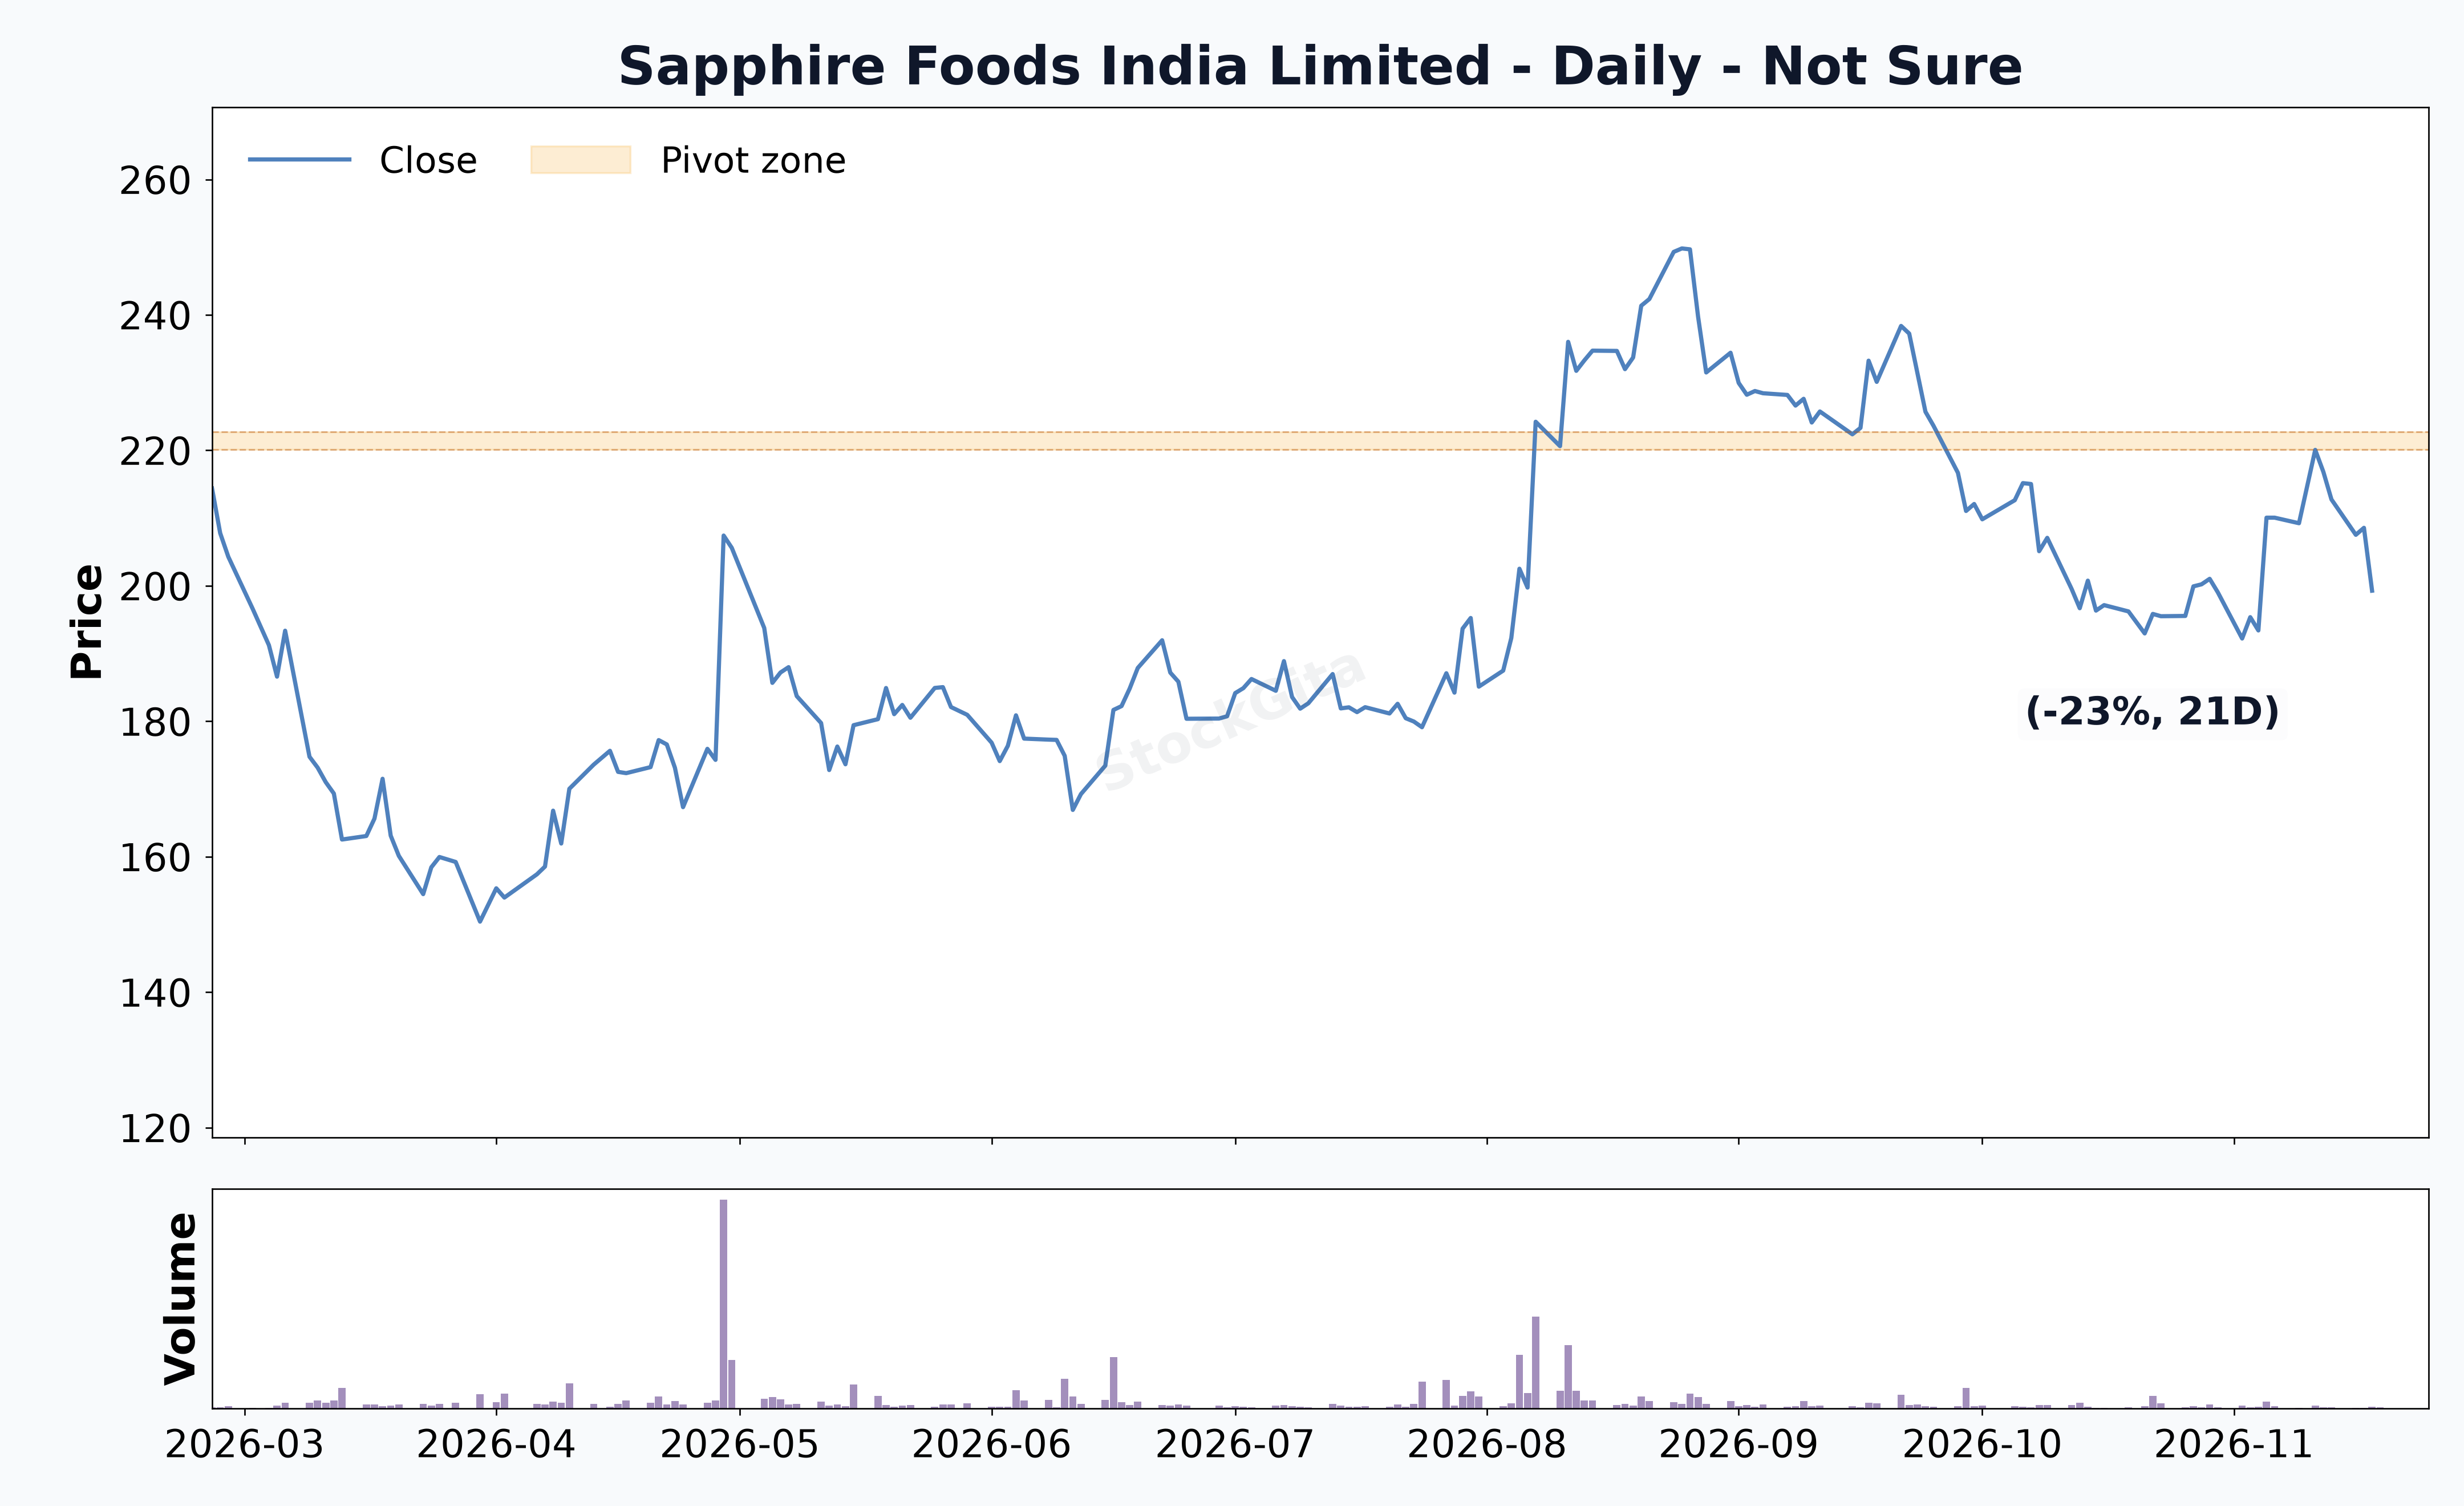 Sapphire Foods India Limited - Daily - Not Sure
Close
Pivot zone
260
240
220
200
180
160
140
120
Price
StockGita
(-23%, 21D)
Volume
2026-03
2026-04
2026-05
2026-06
2026-07
2026-08
2026-09
2026-10
2026-11